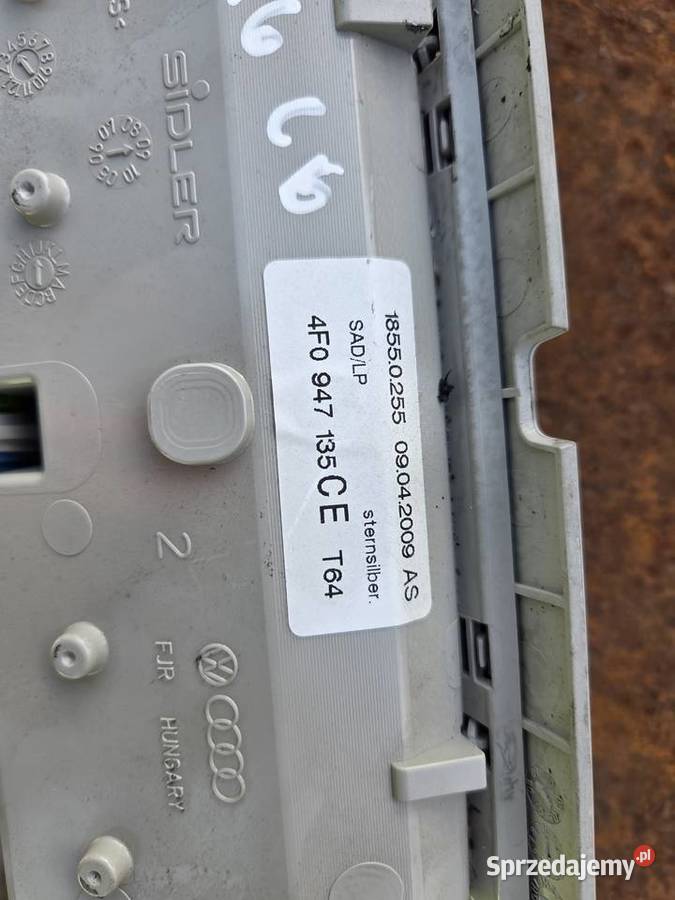 A6
C6
SiDLER
1855.0.255 09.04.2009 AS
SAD/LP sternsilber.
4F0 947 135 CE T64
2
FJR HUNGARY
Sprzedajemy.pl